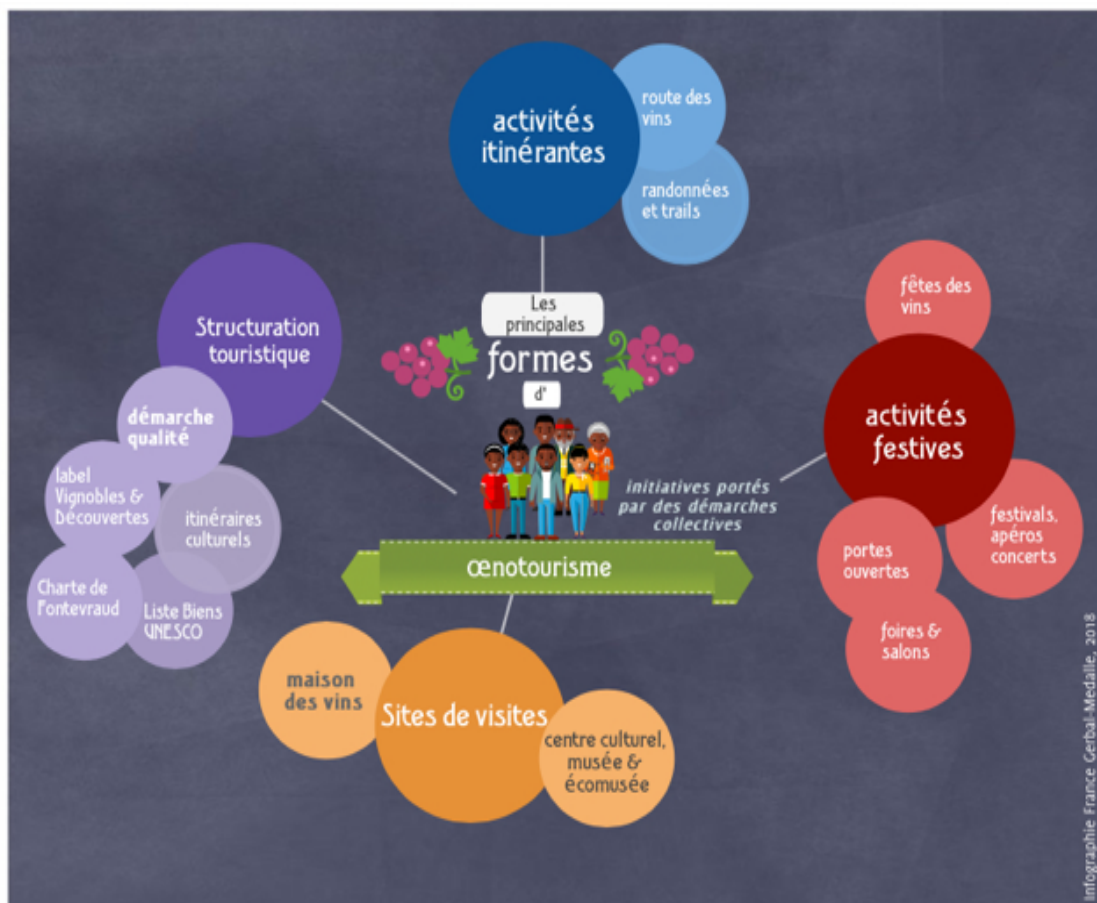 activités
itinérantes
route des
vins
randonnées
et trails
Les
principales
formes
d'
œnotourisme
initiatives portés
par des démarches
collectives
Structuration
touristique
démarche
qualité
label
Vignobles &
Découvertes
itinéraires
culturels
Charte de
Fontevraud
Liste Biens
UNESCO
fêtes des
vins
activités
festives
festivals,
apéros
concerts
portes
ouvertes
foires &
salons
maison
des vins
Sites de visites
centre culturel,
musée &
écomusée
Infographie France Gerbal-Medalle, 2018